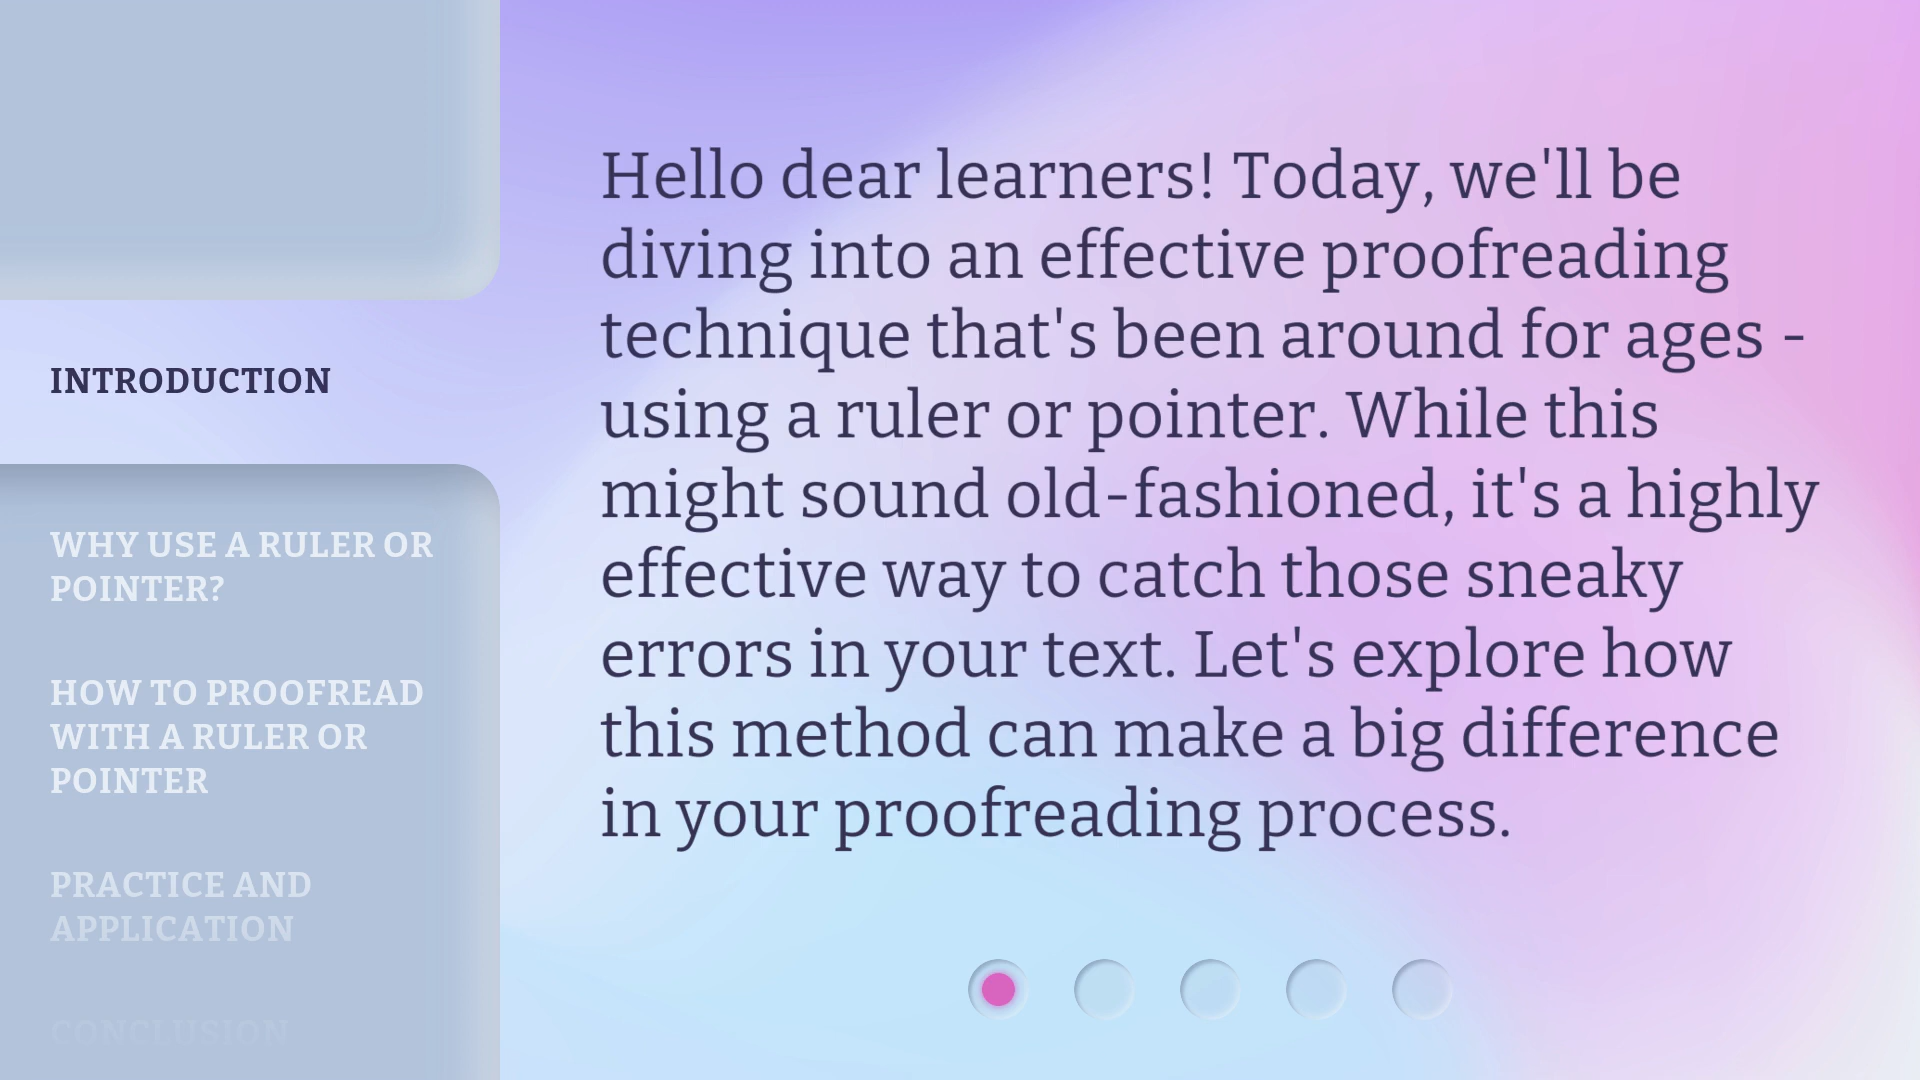 INTRODUCTION
WHY USE A RULER OR
POINTER?
HOW TO PROOFREAD
WITH A RULER OR
POINTER
PRACTICE AND
APPLICATION
CONCLUSION
Hello dear learners! Today, we'll be
diving into an effective proofreading
technique that's been around for ages -
using a ruler or pointer. While this
might sound old-fashioned, it's a highly
effective way to catch those sneaky
errors in your text. Let's explore how
this method can make a big difference
in your proofreading process.